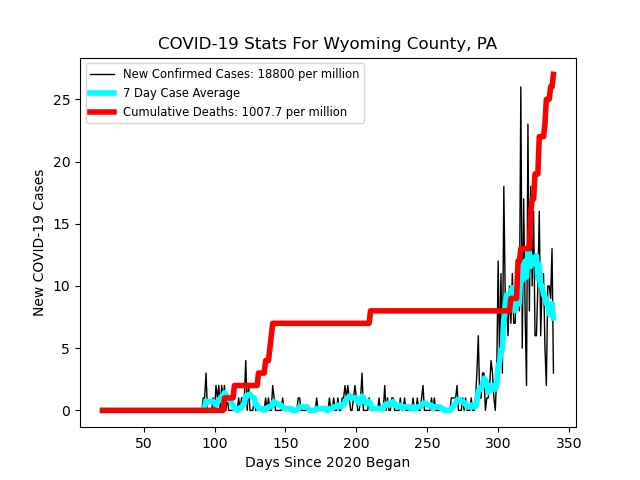 COVID-19 Stats For Wyoming County, PA
New Confirmed Cases: 18800 per million
7 Day Case Average
Cumulative Deaths: 1007.7 per million
New COVID-19 Cases
25
20
15
10
5
0
50 100 150 200 250 300 350
Days Since 2020 Began